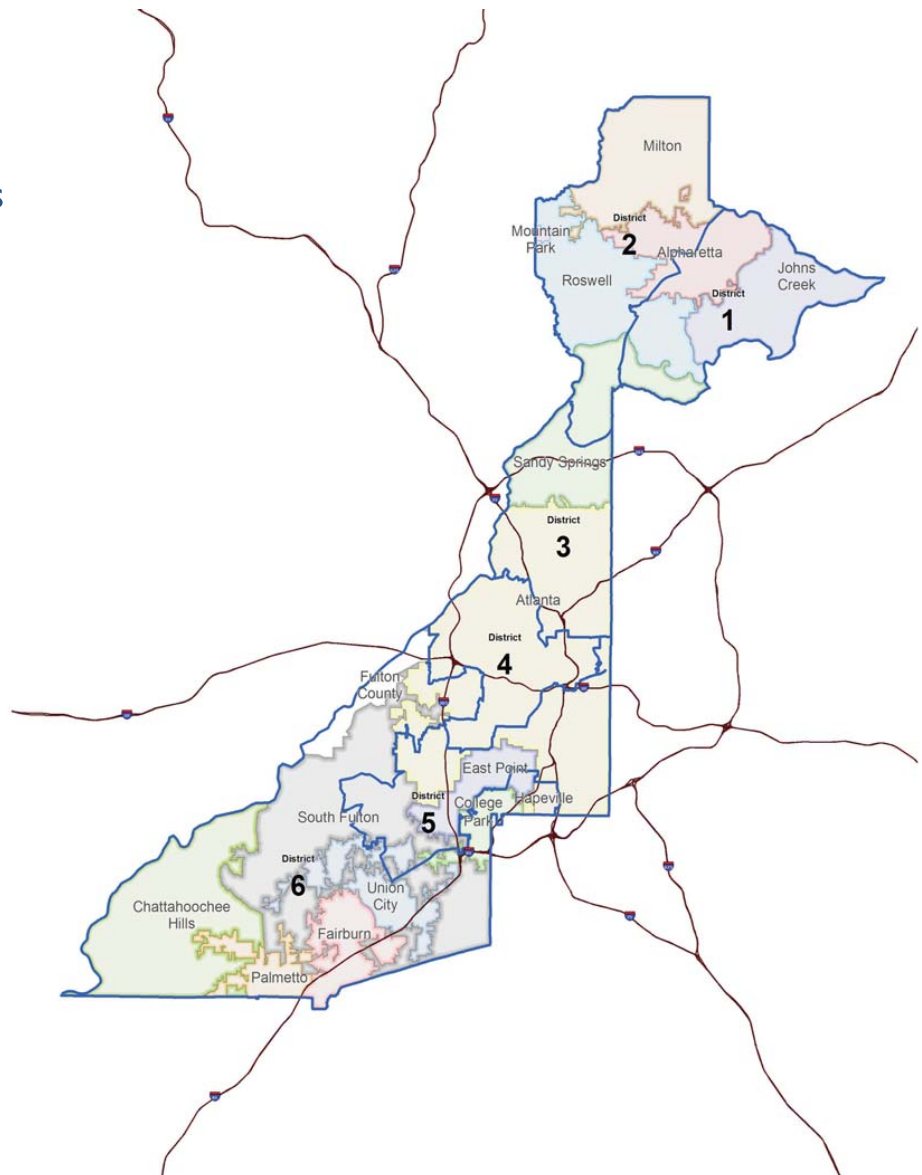 s
Milton
District
2
Mountain
Park
Alpharetta
Johns
Creek
Roswell
District
1
Sandy Springs
District
3
Atlanta
District
4
Fulton
County
East Point
District
5
College
Park
Hapeville
South Fulton
District
6
Union
City
Chattahoochee
Hills
Fairburn
Palmetto